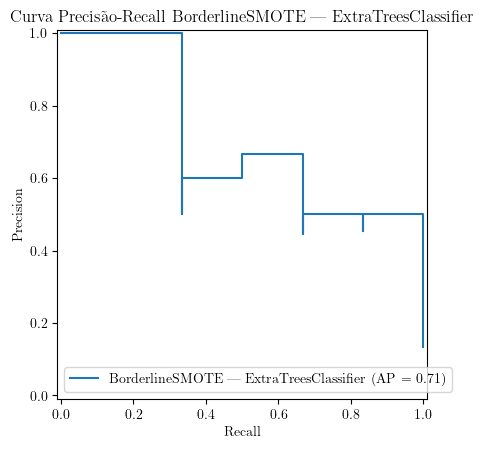 Curva Precisão-Recall BorderlineSMOTE — ExtraTreesClassifier
1.0
0.8
0.6
0.4
0.2
0.0
Precision
BorderlineSMOTE — ExtraTreesClassifier (AP = 0.71)
0.0 0.2 0.4 0.6 0.8 1.0
Recall